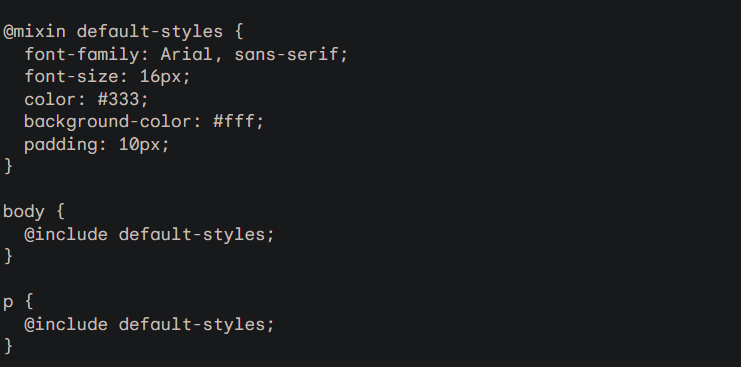 @mixin default-styles {
  font-family: Arial, sans-serif;
  font-size: 16px;
  color: #333;
  background-color: #fff;
  padding: 10px;
}

body {
  @include default-styles;
}

p {
  @include default-styles;
}